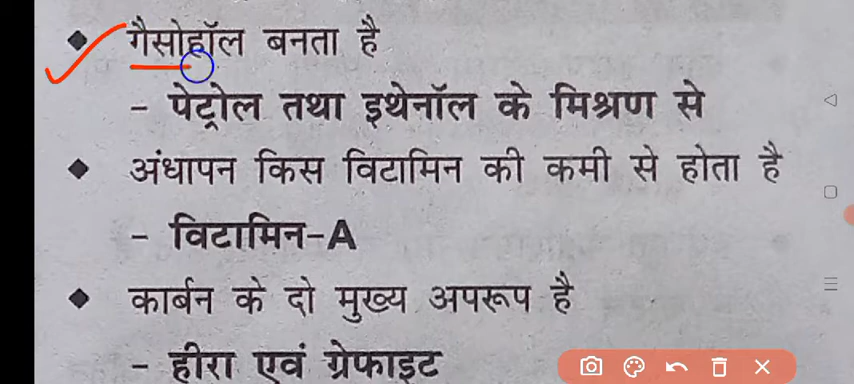 ◆ गैसोहॉल बनता है
- पेट्रोल तथा इथेनॉल के मिश्रण से
◆ अंधापन किस विटामिन की कमी से होता है
- विटामिन-A
◆ कार्बन के दो मुख्य अपरूप है
- हीरा एवं ग्रेफाइट